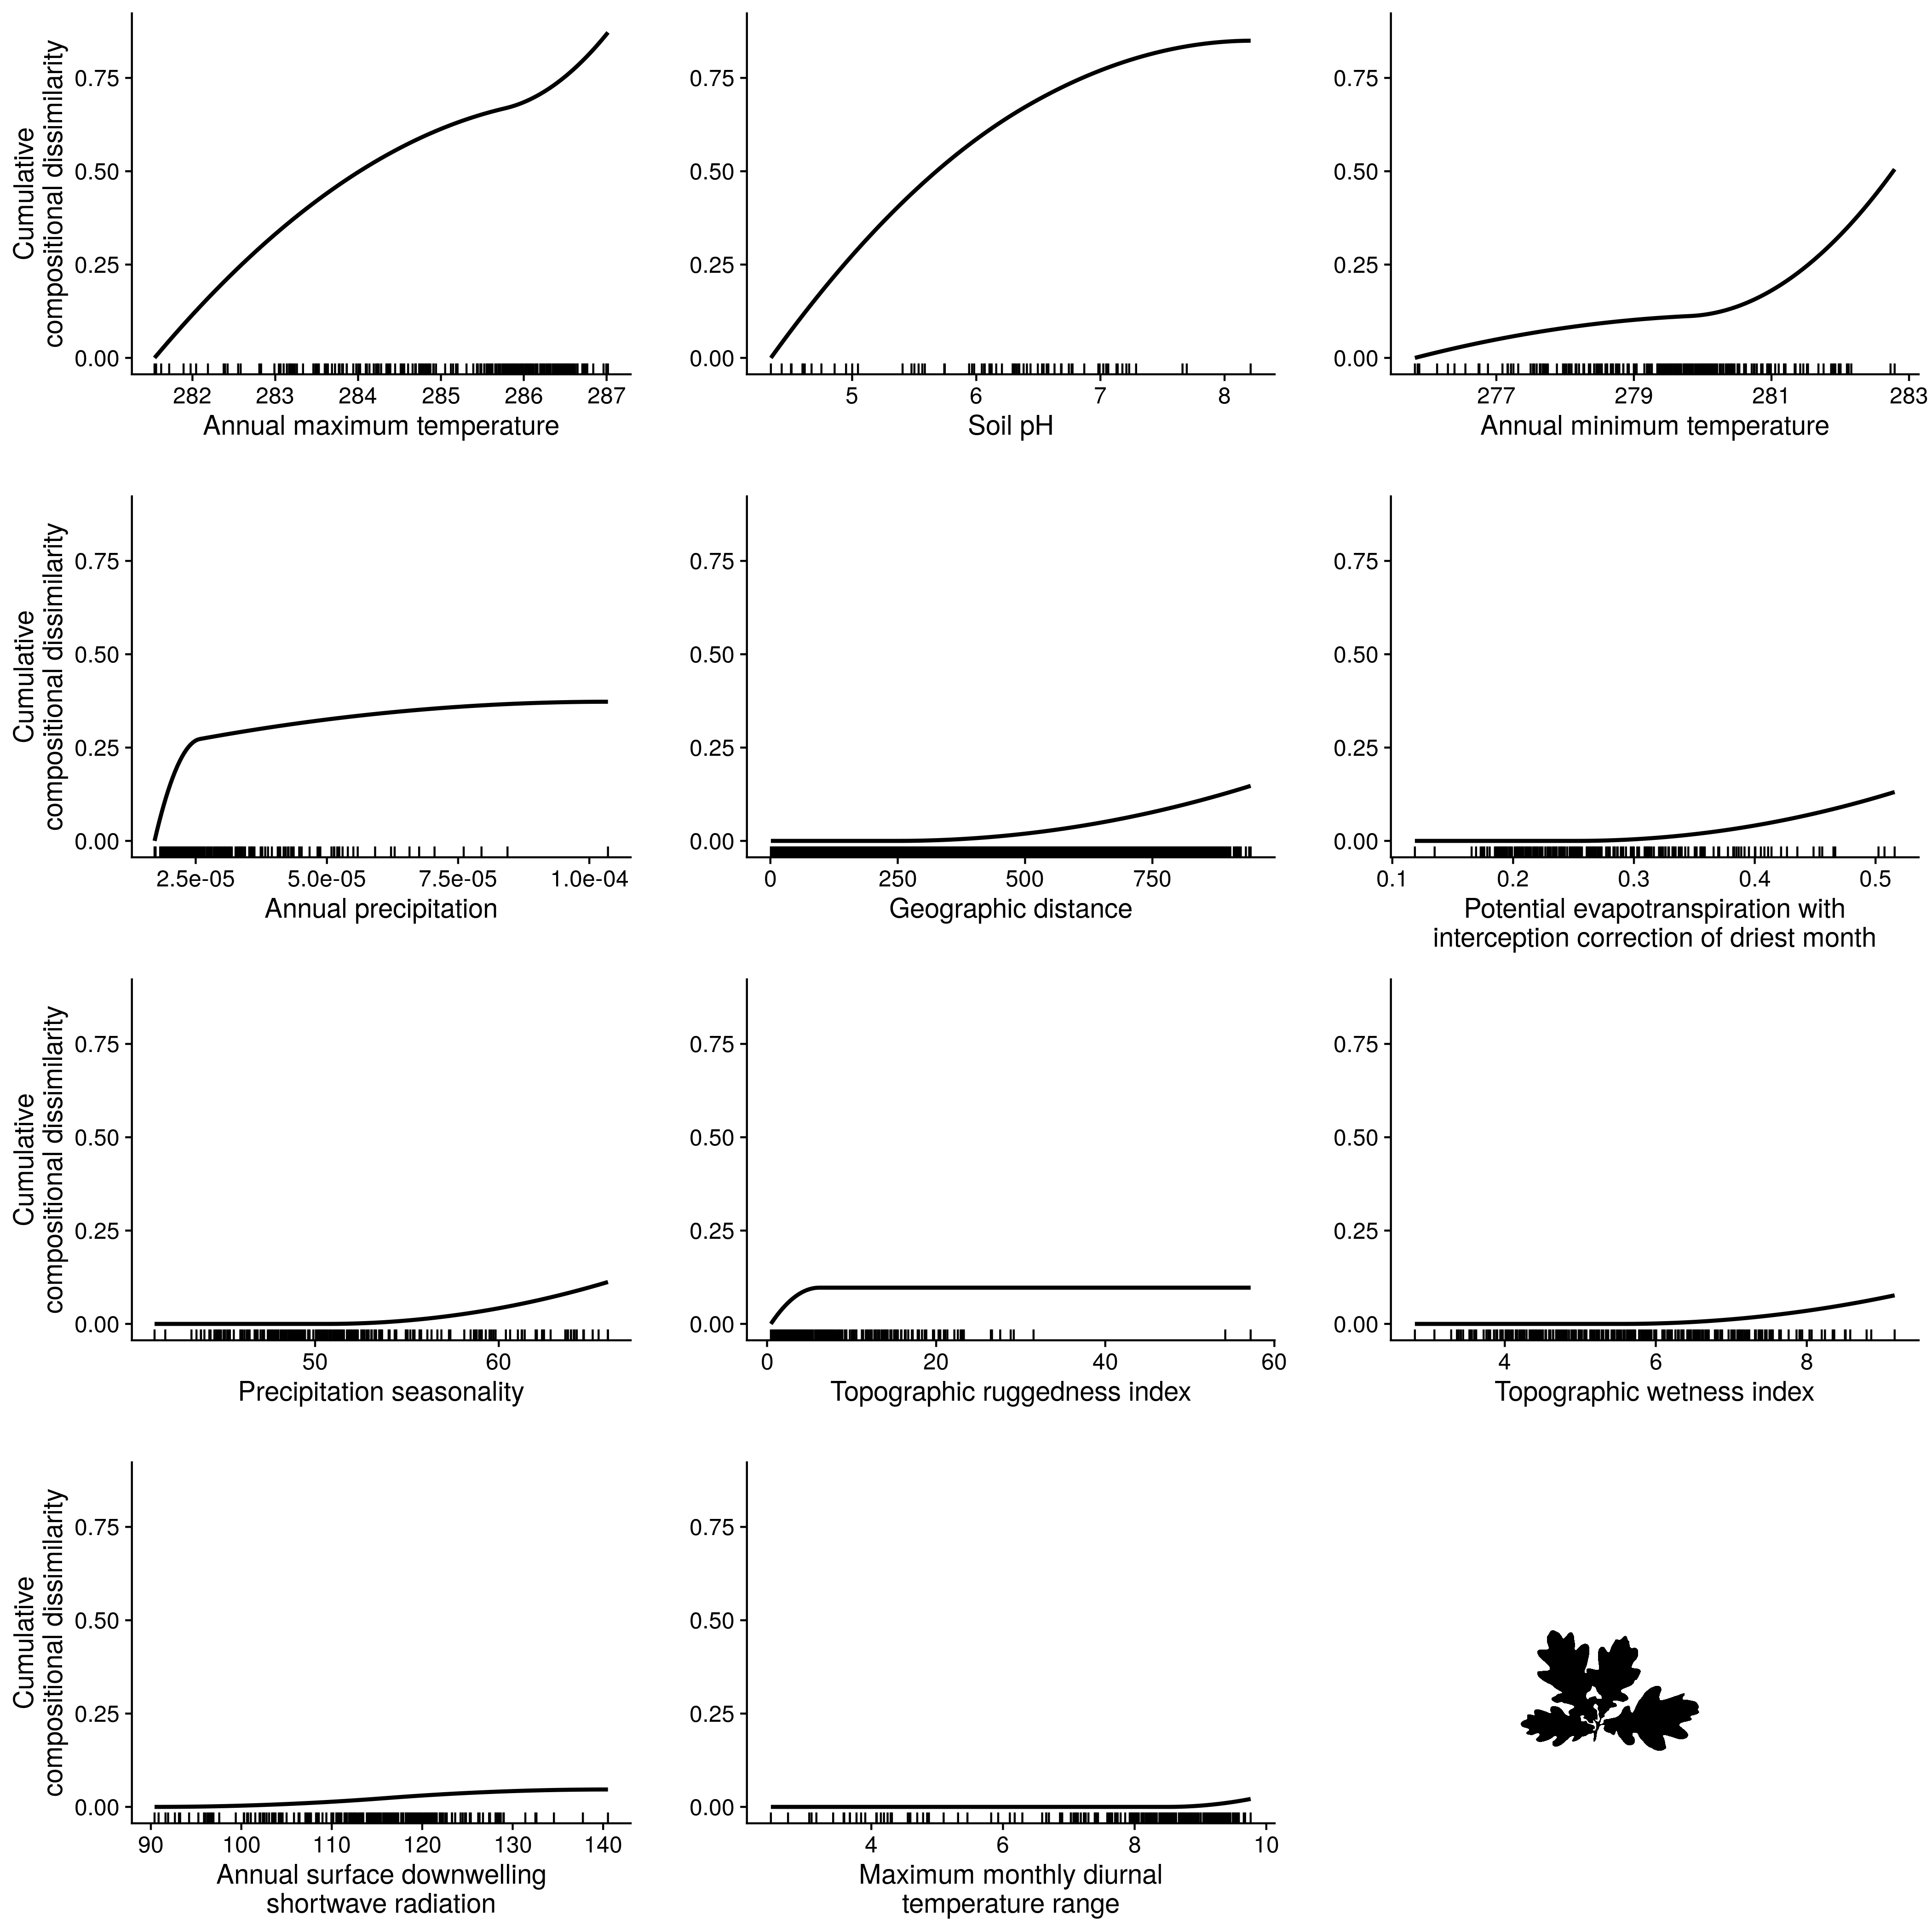 Cumulative
compositional dissimilarity
0.75
0.50
0.25
0.00
282 283 284 285 286 287
Annual maximum temperature
0.75
0.50
0.25
0.00
5 6 7 8
Soil pH
0.75
0.50
0.25
0.00
277 279 281 283
Annual minimum temperature
Cumulative
compositional dissimilarity
0.75
0.50
0.25
0.00
2.5e-05 5.0e-05 7.5e-05 1.0e-04
Annual precipitation
0.75
0.50
0.25
0.00
0 250 500 750
Geographic distance
0.75
0.50
0.25
0.00
0.1 0.2 0.3 0.4 0.5
Potential evapotranspiration with
interception correction of driest month
Cumulative
compositional dissimilarity
0.75
0.50
0.25
0.00
50 60
Precipitation seasonality
0.75
0.50
0.25
0.00
0 20 40 60
Topographic ruggedness index
0.75
0.50
0.25
0.00
4 6 8
Topographic wetness index
Cumulative
compositional dissimilarity
0.75
0.50
0.25
0.00
90 100 110 120 130 140
Annual surface downwelling
shortwave radiation
0.75
0.50
0.25
0.00
4 6 8 10
Maximum monthly diurnal
temperature range